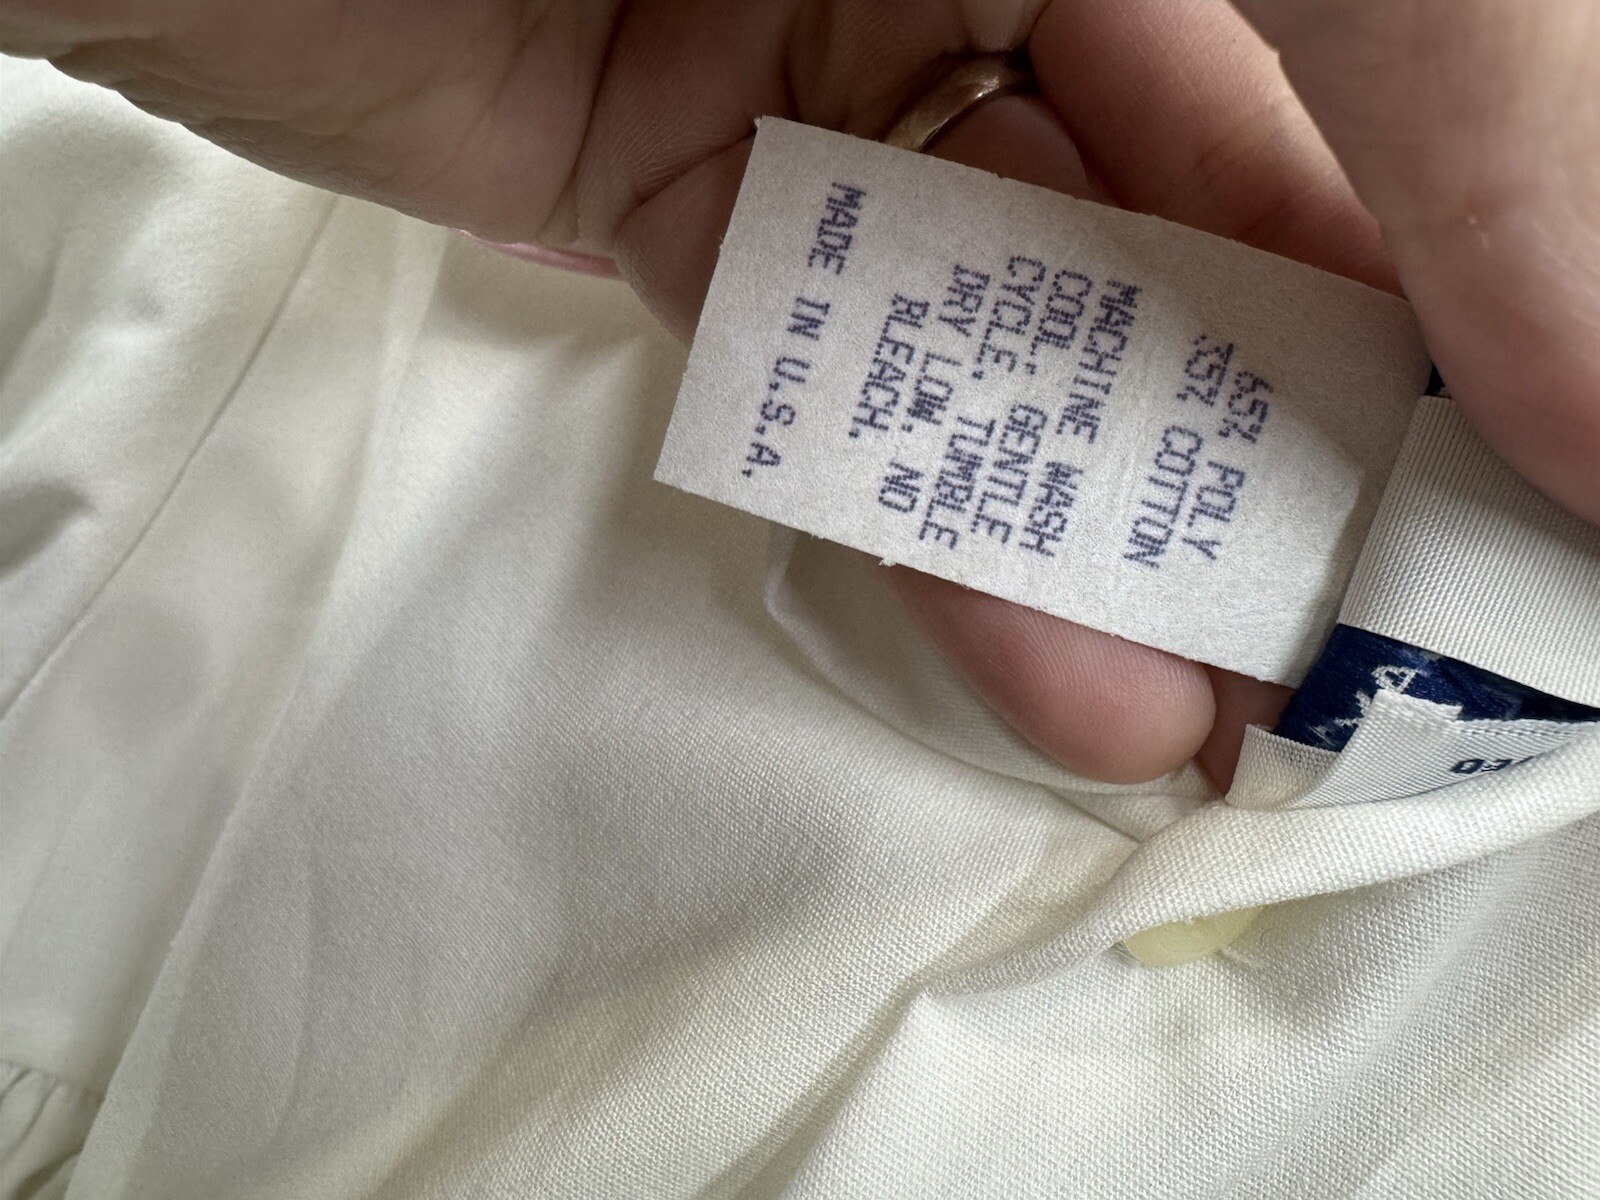 65% POLY
35% COTTON
MACHINE WASH
COOL: GENTLE
CYCLE. TUMBLE
DRY LOW. NO
BLEACH.
MADE IN U.S.A.